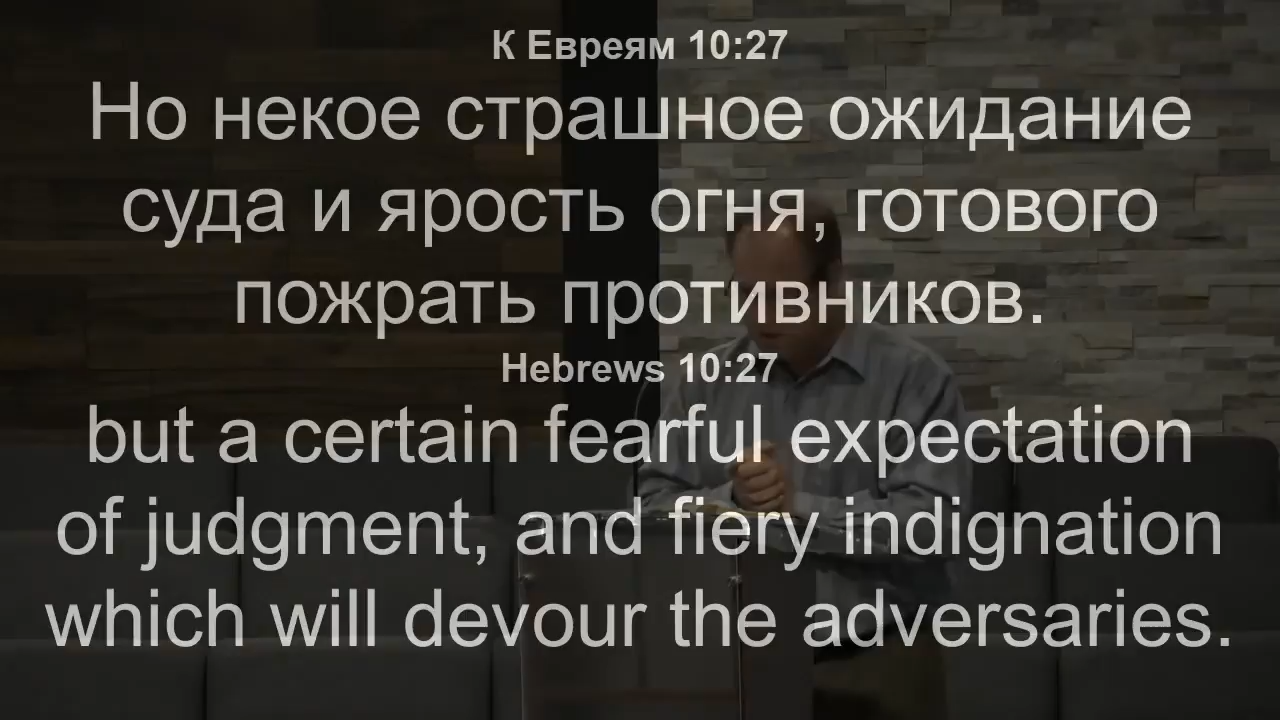 К Евреям 10:27
Но некое страшное ожидание
суда и ярость огня, готового
пожрать противников.
Hebrews 10:27
but a certain fearful expectation
of judgment, and fiery indignation
which will devour the adversaries.